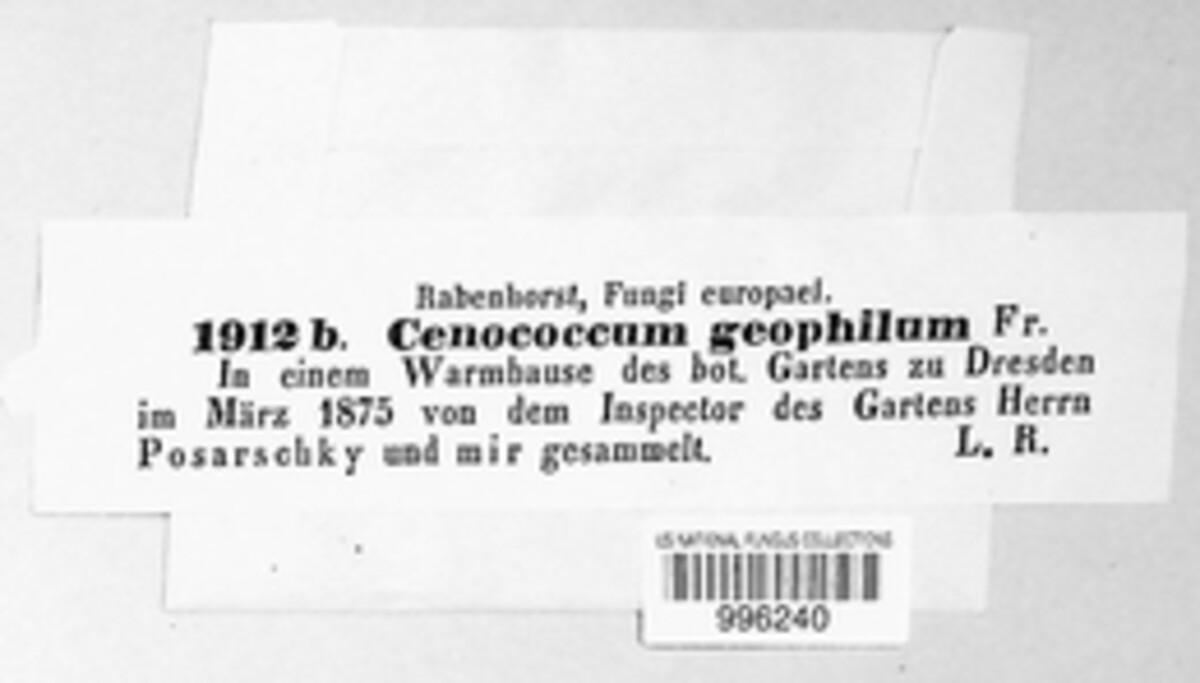 Rabenhorst, Fungi europaei.
1912 b. Cenococcum geophilum Fr.
In einem Warmhause des bot. Gartens zu Dresden
im März 1875 von dem Inspector des Gartens Herrn
Posarschky und mir gesammelt. L. R.
US NATIONAL FUNGUS COLLECTIONS
996240